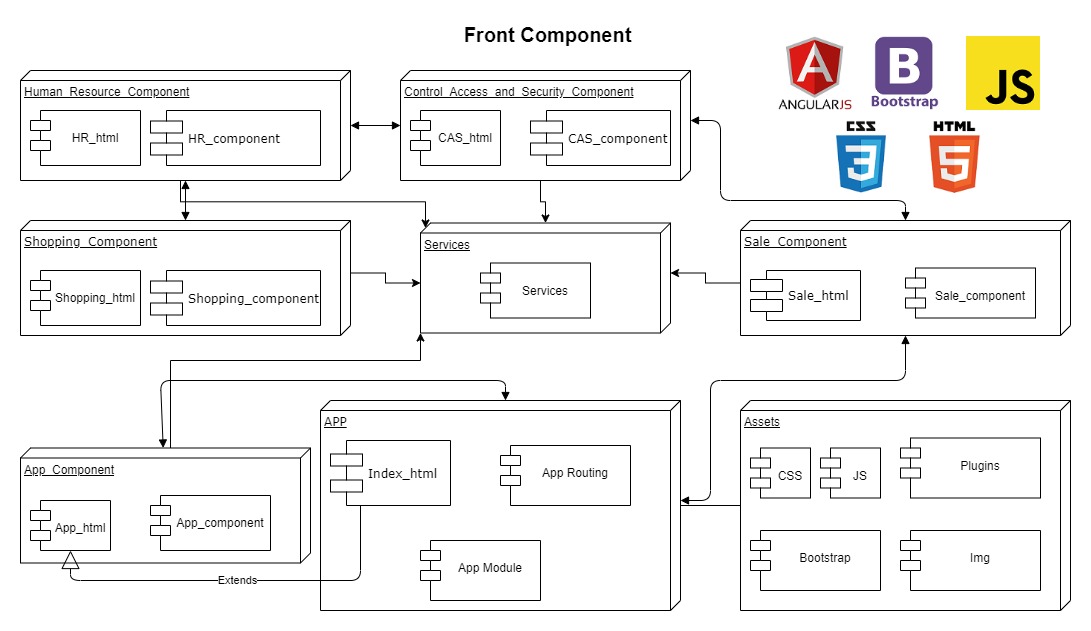 Front Component
ANGULARJS
B
Bootstrap
JS
CSS
3
HTML
5
A
Human_Resource_Component
HR_html
HR_component
Control_Access_and_Security_Component
CAS_html
CAS_component
Shopping_Component
Shopping_html
Shopping_component
Services
Services
Sale_Component
Sale_html
Sale_component
App_Component
App_html
App_component
Extends
APP
Index_html
App Routing
App Module
Assets
CSS
JS
Plugins
Bootstrap
Img